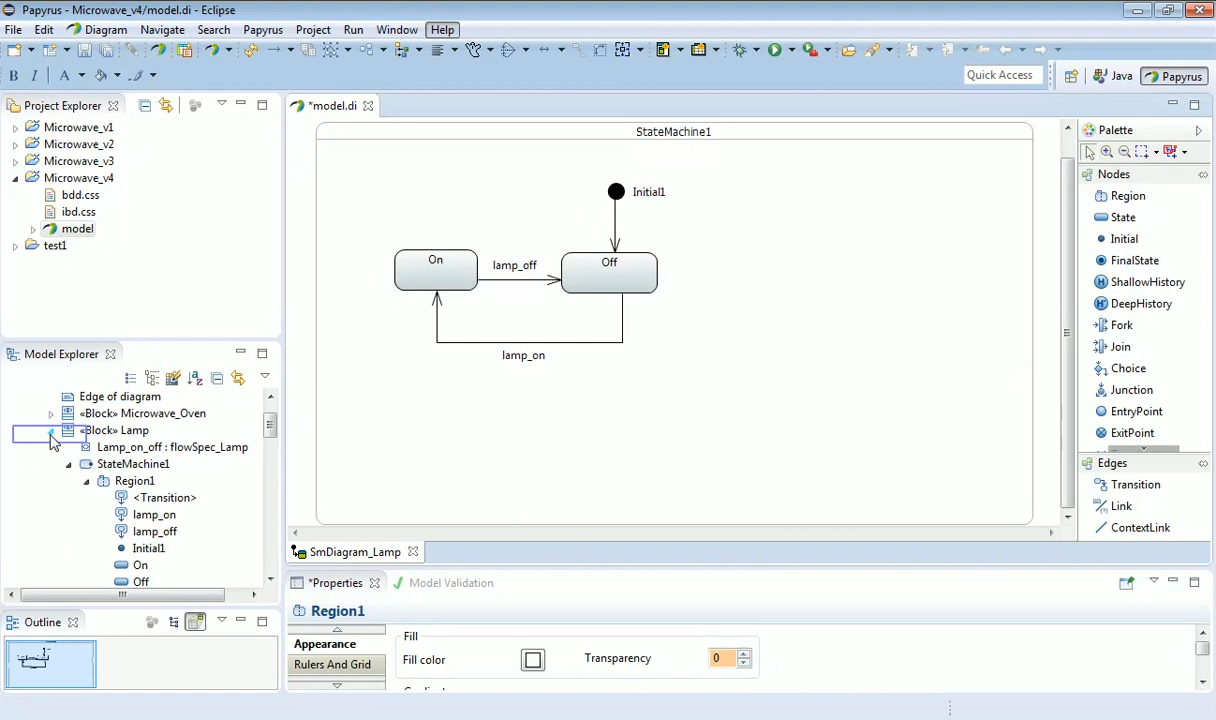 Papyrus - Microwave_v4/model.di - Eclipse
File Edit Diagram Navigate Search Papyrus Project Run Window Help
B I A
Quick Access
Java
Papyrus
Project Explorer
Microwave_v1
Microwave_v2
Microwave_v3
Microwave_v4
bdd.css
ibd.css
model
test1
Model Explorer
Edge of diagram
«Block» Microwave_Oven
«Block» Lamp
Lamp_on_off : flowSpec_Lamp
StateMachine1
Region1
<Transition>
lamp_on
lamp_off
Initial1
On
Off
Outline
*model.di
StateMachine1
Initial1
On
lamp_off
Off
lamp_on
SmDiagram_Lamp
*Properties
Model Validation
Region1
Appearance
Rulers And Grid
Fill
Fill color
Transparency
0
Palette
Nodes
Region
State
Initial
FinalState
ShallowHistory
DeepHistory
Fork
Join
Choice
Junction
EntryPoint
ExitPoint
Edges
Transition
Link
ContextLink